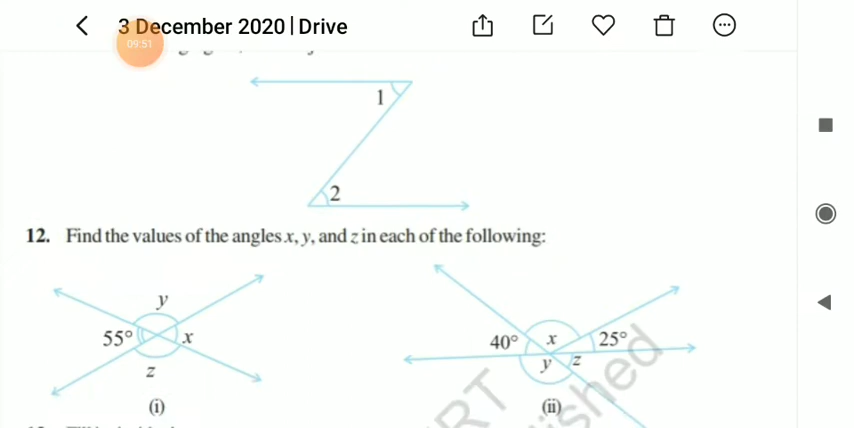 3 December 2020 | Drive
09:51
1
2
12. Find the values of the angles x, y, and z in each of the following:
y
55° x
z
(i)
40° x 25°
y z
(ii)